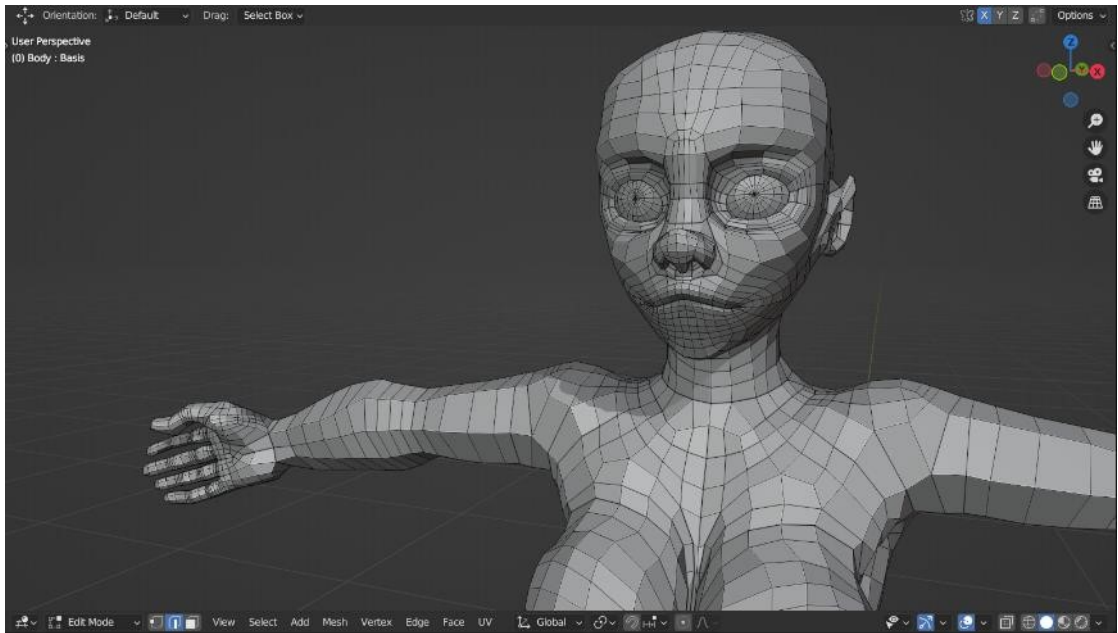 Orientation: Default Drag: Select Box X Y Z Options
User Perspective
(0) Body : Basis
Z
Y X
Edit Mode View Select Add Mesh Vertex Edge Face UV Global